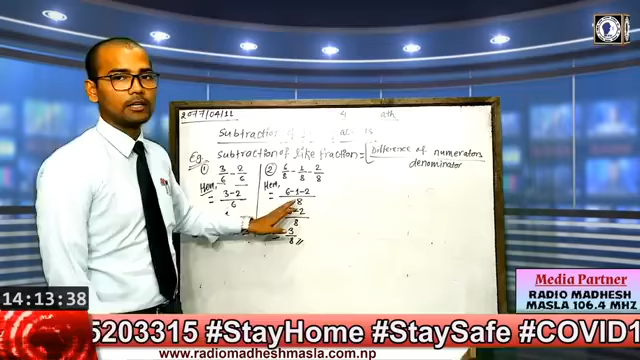 2077/04/11
4
ath
Subtraction of
Eg. Subtraction of like fraction = Difference of numerators
denominator
① 3/6 - 2/6
Here,
= 3-2
6
② 6/8 - 1/8 - 2/8
Here,
= 6-1-2
8
-2
8
3
8
Media Partner
RADIO MADHESH
MASLA 106.4 MHZ
14:13:38
5203315 #StayHome #StaySafe #COVID1
www.radiomadheshmasla.com.np